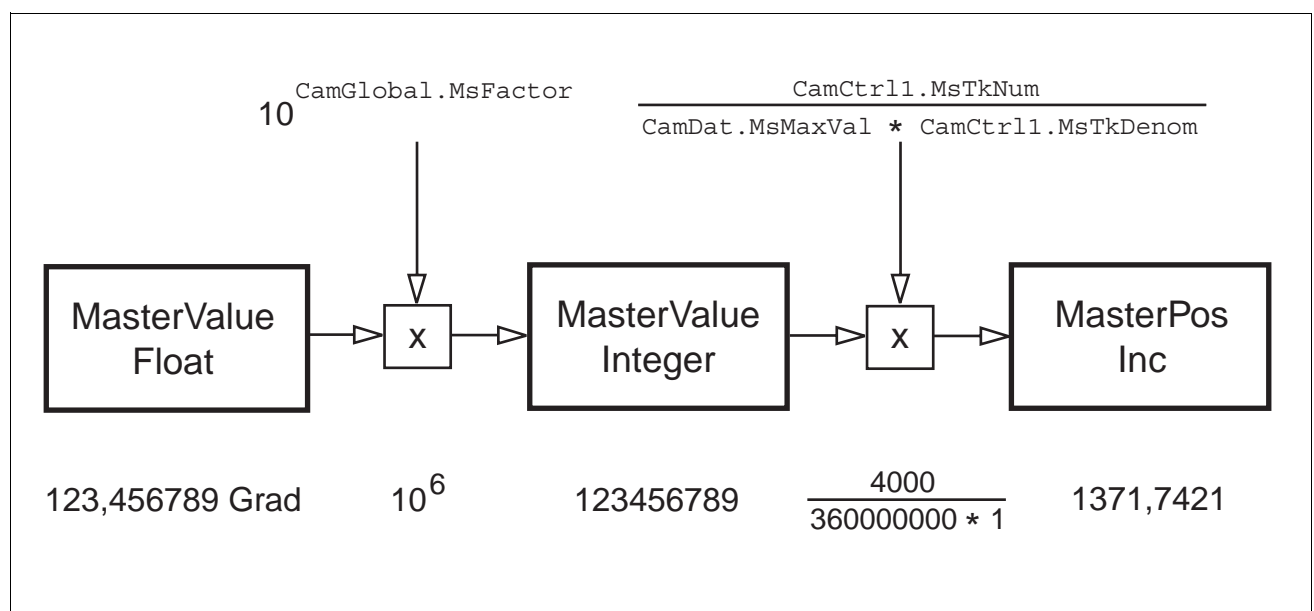 10^CamGlobal.MsFactor
CamCtrl1.MsTkNum
CamDat.MsMaxVal * CamCtrl1.MsTkDenom
MasterValue
Float
x
MasterValue
Integer
x
MasterPos
Inc
123,456789 Grad
10^6
123456789
4000
360000000 * 1
1371,7421